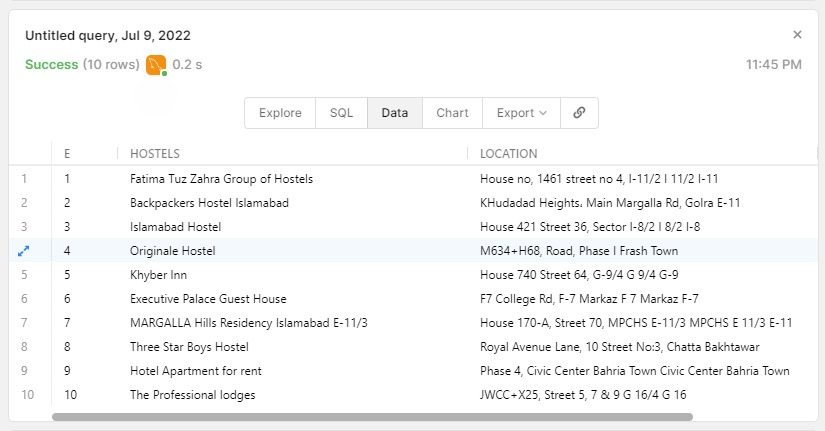 Untitled query, Jul 9, 2022
Success (10 rows) 0.2 s 11:45 PM
Explore SQL Data Chart Export
E HOSTELS LOCATION
1 1 Fatima Tuz Zahra Group of Hostels House no, 1461 street no 4, I-11/2 I 11/2 I-11
2 2 Backpackers Hostel Islamabad KHudadad Heights. Main Margalla Rd, Golra E-11
3 3 Islamabad Hostel House 421 Street 36, Sector I-8/2 I 8/2 I-8
4 Originale Hostel M634+H68, Road, Phase I Frash Town
5 5 Khyber Inn House 740 Street 64, G-9/4 G 9/4 G-9
6 6 Executive Palace Guest House F7 College Rd, F-7 Markaz F 7 Markaz F-7
7 7 MARGALLA Hills Residency Islamabad E-11/3 House 170-A, Street 70, MPCHS E-11/3 MPCHS E 11/3 E-11
8 8 Three Star Boys Hostel Royal Avenue Lane, 10 Street No:3, Chatta Bakhtawar
9 9 Hotel Apartment for rent Phase 4, Civic Center Bahria Town Civic Center Bahria Town
10 10 The Professional lodges JWCC+X25, Street 5, 7 & 9 G 16/4 G 16